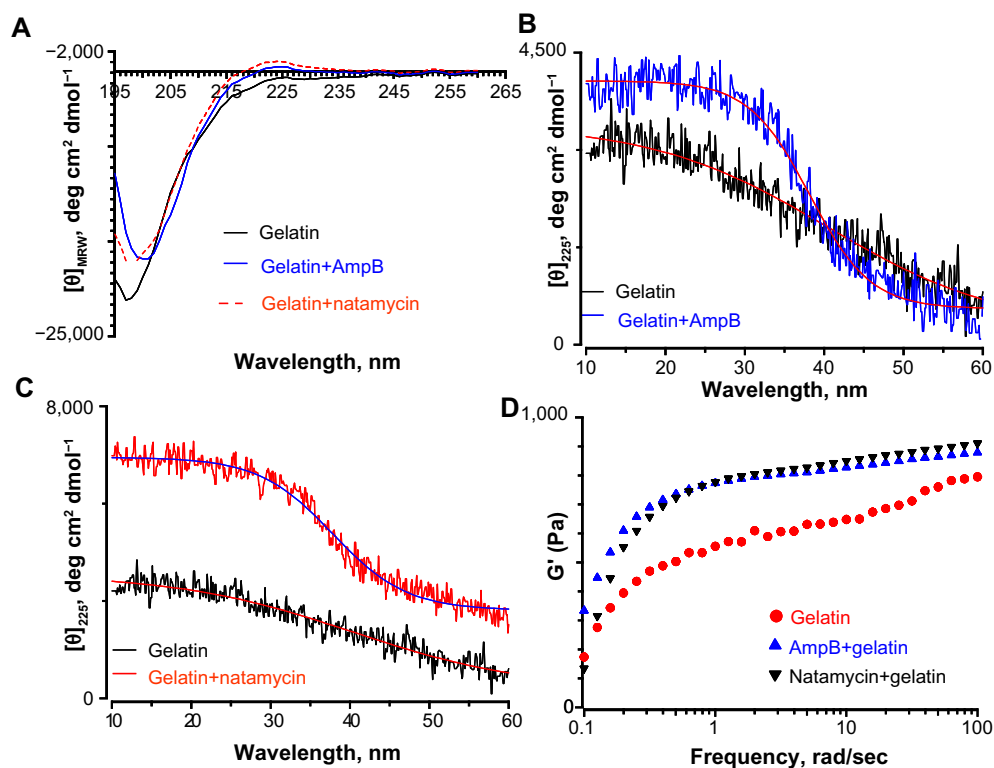 A
−2,000
195 205 215 225 235 245 255 265
[θ]MRW, deg cm² dmol⁻¹
Gelatin
Gelatin+AmpB
Gelatin+natamycin
−25,000
Wavelength, nm
B
4,500
[θ]225, deg cm² dmol⁻¹
Gelatin
Gelatin+AmpB
0
10 20 30 40 50 60
Wavelength, nm
C
8,000
[θ]225, deg cm² dmol⁻¹
Gelatin
Gelatin+natamycin
0
10 20 30 40 50 60
Wavelength, nm
D
1,000
G' (Pa)
Gelatin
AmpB+gelatin
Natamycin+gelatin
0
0.1 1 10 100
Frequency, rad/sec